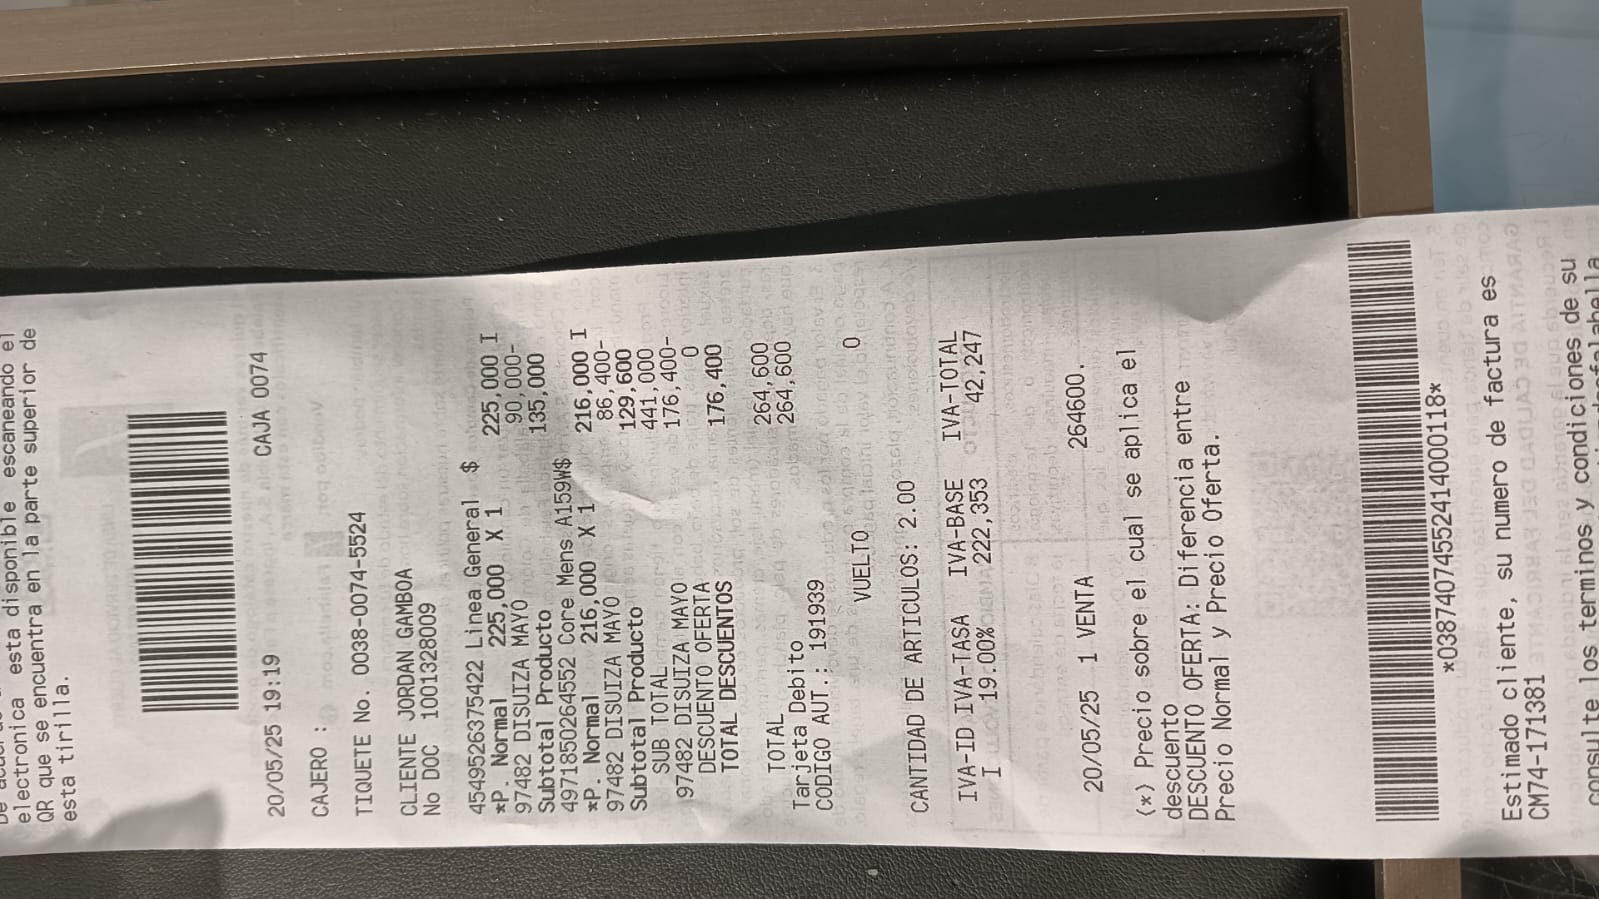 electronica esta disponible escaneando el
QR que se encuentra en la parte superior de
esta tirilla.
20/05/25 19:19 CAJA 0074
CAJERO :
TIQUETE No. 0038-0074-5524
CLIENTE JORDAN GAMBOA
No DOC 1001328009
4549526375422 Linea General $ 225,000 I
*P. Normal 225,000 X 1 90,000-
97482 DISUIZA MAYO 135,000
Subtotal Producto
4971850264552 Core Mens A159W$ 216,000 I
*P. Normal 216,000 X 1 86,400-
97482 DISUIZA MAYO 129,600
Subtotal Producto 441,000
SUB TOTAL 176,400-
97482 DISUIZA MAYO 0
DESCUENTO OFERTA 176,400
TOTAL DESCUENTOS
TOTAL 264,600
Tarjeta Debito 264,600
CODIGO AUT.: 191939
VUELTO 0
CANTIDAD DE ARTICULOS: 2.00
IVA-ID IVA-TASA IVA-BASE IVA-TOTAL
I 19.00% 222,353 42,247
20/05/25 1 VENTA 264600.
(*) Precio sobre el cual se aplica el
descuento
DESCUENTO OFERTA: Diferencia entre
Precio Normal y Precio Oferta.
*038740745524140001118*
Estimado cliente, su numero de factura es
CM74-171381
consulte los terminos y condiciones de su